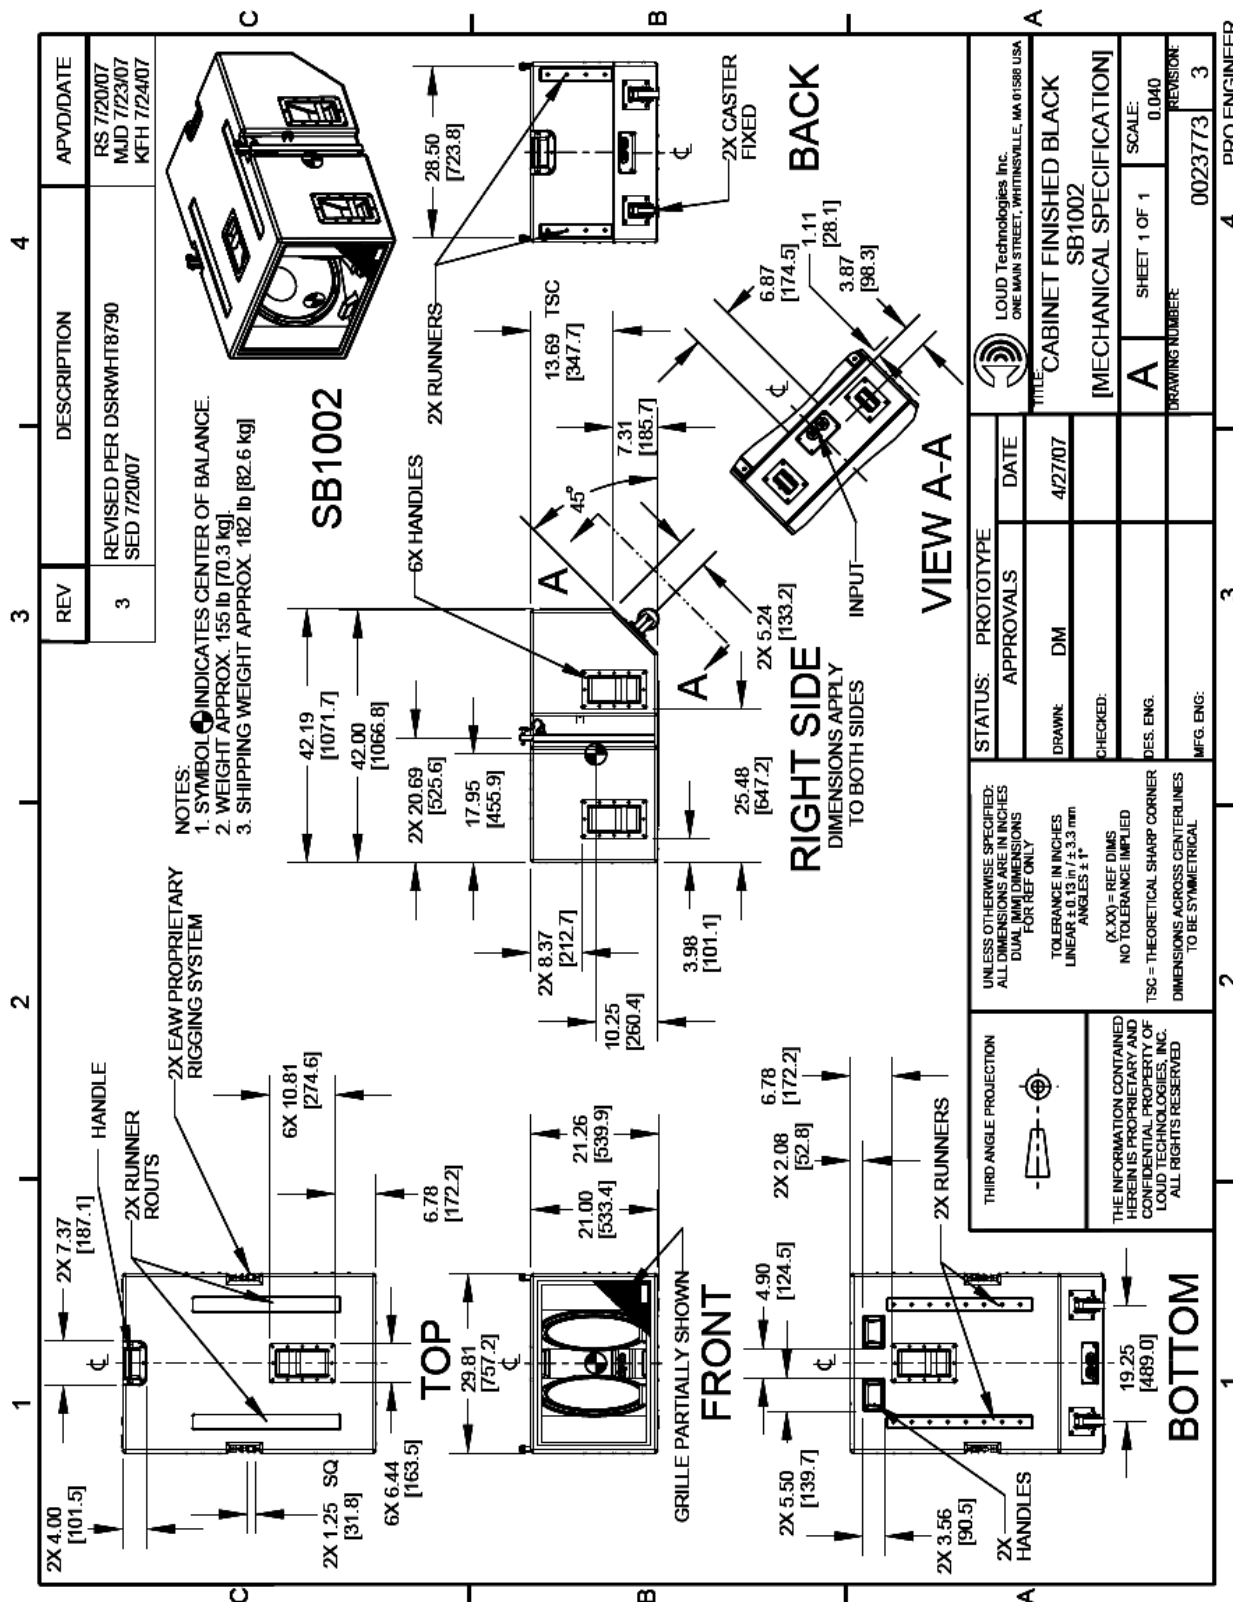 4
3
2
1
C
B
A
REV
DESCRIPTION
APVD/DATE
3
REVISED PER DSRWHT8790
SED 7/20/07
RS 7/20/07
MJD 7/23/07
KFH 7/24/07
NOTES:
1. SYMBOL INDICATES CENTER OF BALANCE.
2. WEIGHT APPROX. 155 lb [70.3 kg].
3. SHIPPING WEIGHT APPROX. 182 lb [82.6 kg]
SB1002
HANDLE
2X RUNNER
ROUTS
2X EAW PROPRIETARY
RIGGING SYSTEM
2X 7.37
[187.1]
2X 4.00
[101.5]
2X 1.25 SQ
[31.8]
6X 6.44
[163.5]
6X 10.81
[274.6]
6.78
[172.2]
TOP
29.81
[757.2]
21.00
[533.4]
21.26
[539.9]
GRILLE PARTIALLY SHOWN
FRONT
42.19
[1071.7]
42.00
[1066.8]
2X 20.69
[525.6]
17.95
[455.9]
2X 8.37
[212.7]
10.25
[260.4]
3.98
[101.1]
25.48
[647.2]
2X 5.24
[133.2]
6X HANDLES
45°
A
A
13.69 TSC
[347.7]
7.31
[185.7]
RIGHT SIDE
DIMENSIONS APPLY
TO BOTH SIDES
2X RUNNERS
28.50
[723.8]
2X CASTER
FIXED
BACK
6.87
[174.5]
1.11
[28.1]
3.87
[98.3]
INPUT
VIEW A-A
4.90
[124.5]
2X 5.50
[139.7]
2X 3.56
[90.5]
2X 2.08
[52.8]
6.78
[172.2]
2X RUNNERS
2X
HANDLES
19.25
[489.0]
BOTTOM
THIRD ANGLE PROJECTION
THE INFORMATION CONTAINED
HEREIN IS PROPRIETARY AND
CONFIDENTIAL PROPERTY OF
LOUD TECHNOLOGIES, INC.
ALL RIGHTS RESERVED
UNLESS OTHERWISE SPECIFIED:
ALL DIMENSIONS ARE IN INCHES
DUAL [MM] DIMENSIONS
FOR REF ONLY
TOLERANCE IN INCHES
LINEAR ± 0.13 in / ± 3.3 mm
ANGLES ± 1°
(X.XX) = REF DIMS
NO TOLERANCE IMPLIED
TSC = THEORETICAL SHARP CORNER
DIMENSIONS ACROSS CENTERLINES
TO BE SYMMETRICAL
STATUS: PROTOTYPE
APPROVALS
DATE
DRAWN: DM
4/27/07
CHECKED:
DES. ENG.
MFG. ENG:
LOUD Technologies Inc.
ONE MAIN STREET, WHITINSVILLE, MA 01588 USA
TITLE:
CABINET FINISHED BLACK
SB1002
[MECHANICAL SPECIFICATION]
A
SHEET 1 OF 1
SCALE:
0.040
DRAWING NUMBER:
0023773
REVISION:
3
C
B
A
1
2
3
4
PRO ENGINEER